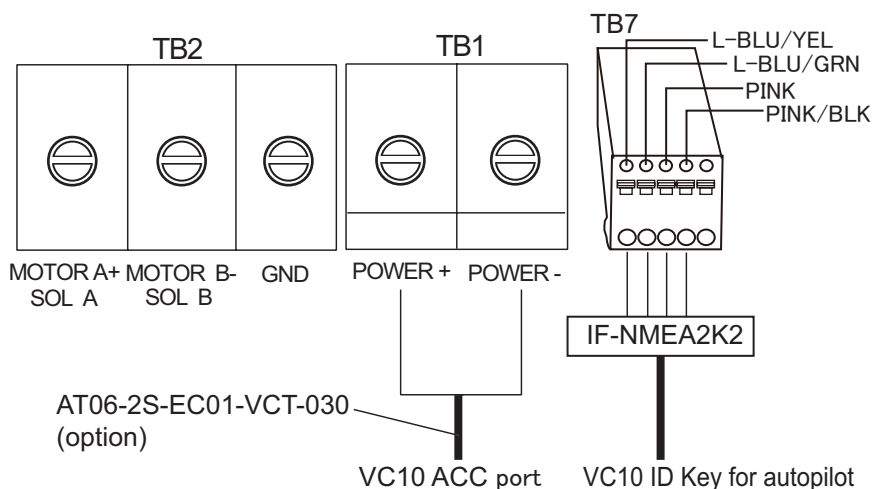 TB2
TB1
TB7
L-BLU/YEL
L-BLU/GRN
PINK
PINK/BLK
MOTOR A+
SOL A
MOTOR B-
SOL B
GND
POWER +
POWER -
IF-NMEA2K2
AT06-2S-EC01-VCT-030
(option)
VC10 ACC port
VC10 ID Key for autopilot